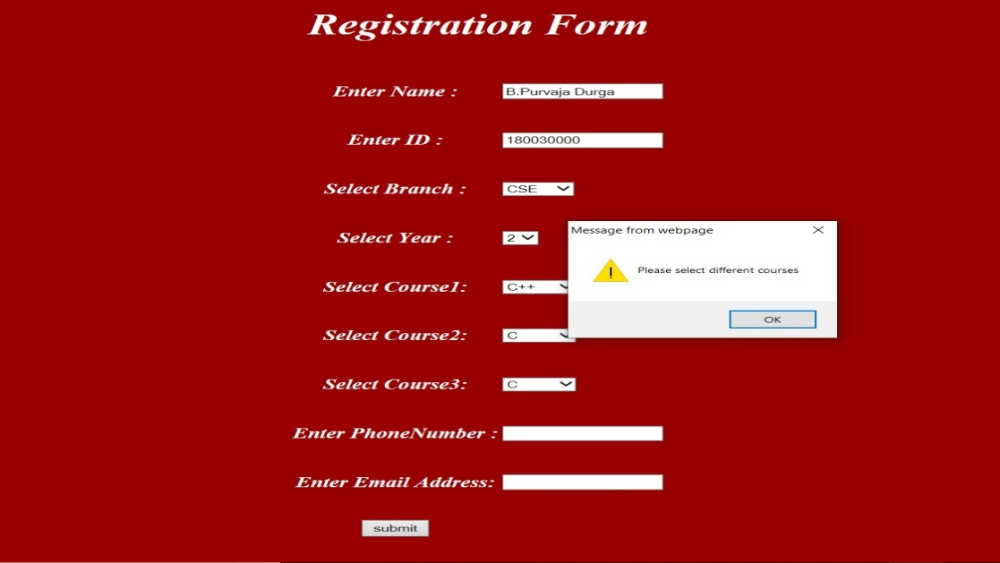 Registration Form
Enter Name : B.Purvaja Durga
Enter ID : 180030000
Select Branch : CSE
Select Year : 2
Message from webpage
Please select different courses
OK
Select Course1: C++
Select Course2: C
Select Course3: C
Enter PhoneNumber :
Enter Email Address:
submit